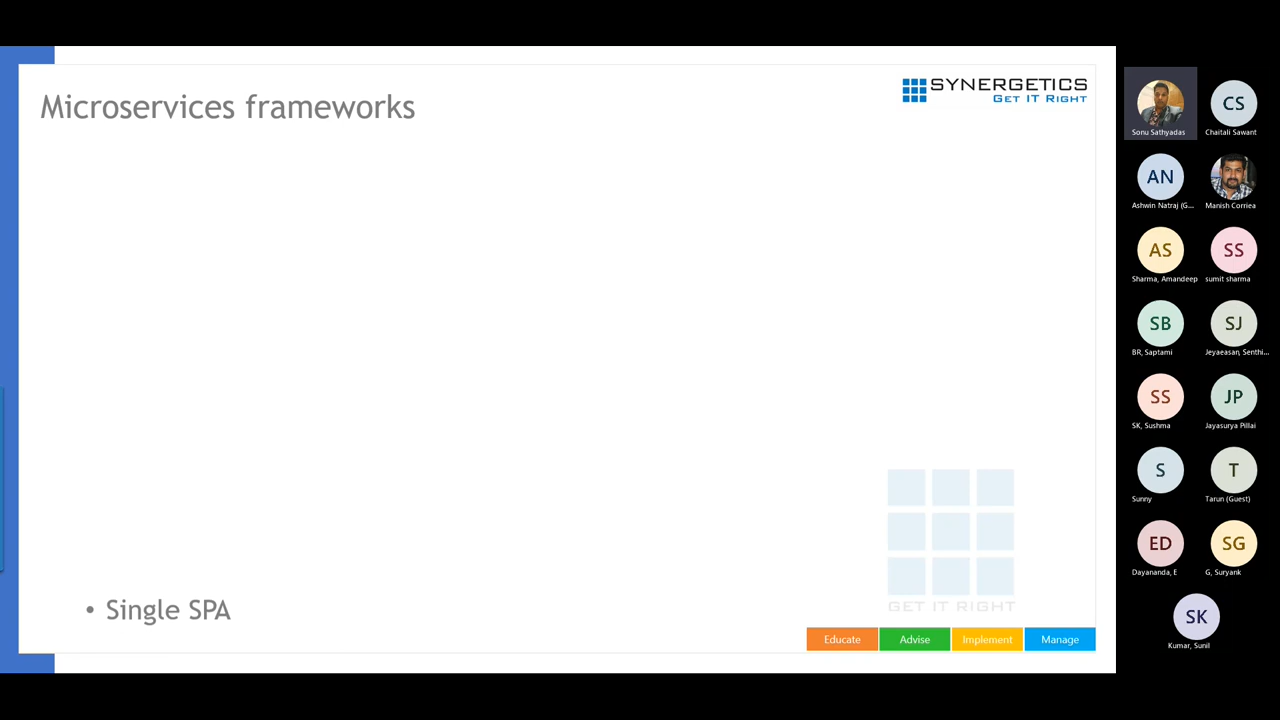 Microservices frameworks
SYNERGETICS
GET IT RIGHT
• Single SPA
GET IT RIGHT
Educate
Advise
Implement
Manage
Sonu Sathyadas
CS
Chaitali Sawant
AN
Ashwin Natraj (G...
Manish Corriea
AS
Sharma, Amandeep
SS
sumit sharma
SB
BR, Saptami
SJ
Jeyaeasan, Senthi...
SS
SK, Sushma
JP
Jayasurya Pillai
S
Sunny
T
Tarun (Guest)
ED
Dayananda, E
SG
G, Suryank
SK
Kumar, Sunil